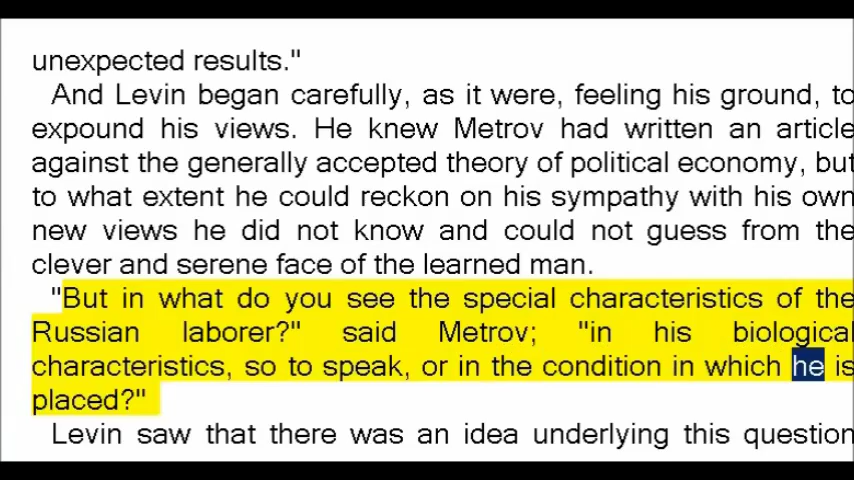 unexpected results."
And Levin began carefully, as it were, feeling his ground, to
expound his views. He knew Metrov had written an article
against the generally accepted theory of political economy, but
to what extent he could reckon on his sympathy with his own
new views he did not know and could not guess from the
clever and serene face of the learned man.
"But in what do you see the special characteristics of the
Russian laborer?" said Metrov; "in his biological
characteristics, so to speak, or in the condition in which he is
placed?"
Levin saw that there was an idea underlying this question